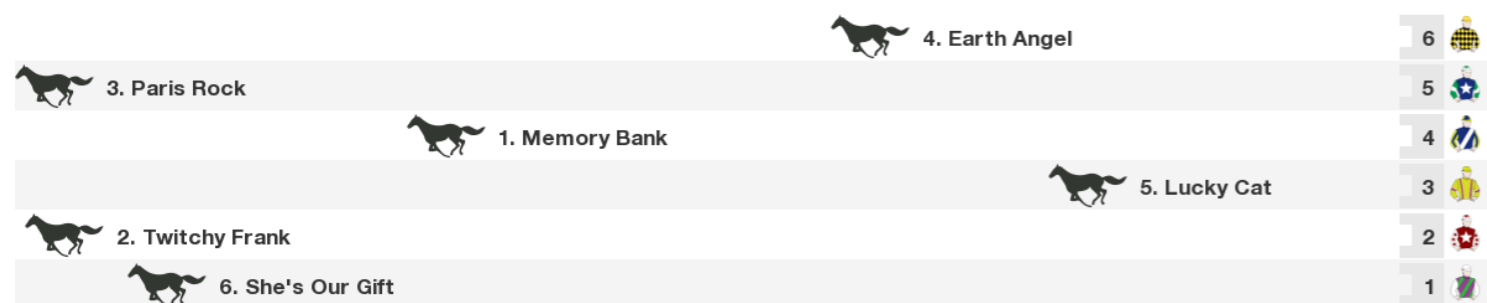 4. Earth Angel 6
3. Paris Rock 5
1. Memory Bank 4
5. Lucky Cat 3
2. Twitchy Frank 2
6. She's Our Gift 1